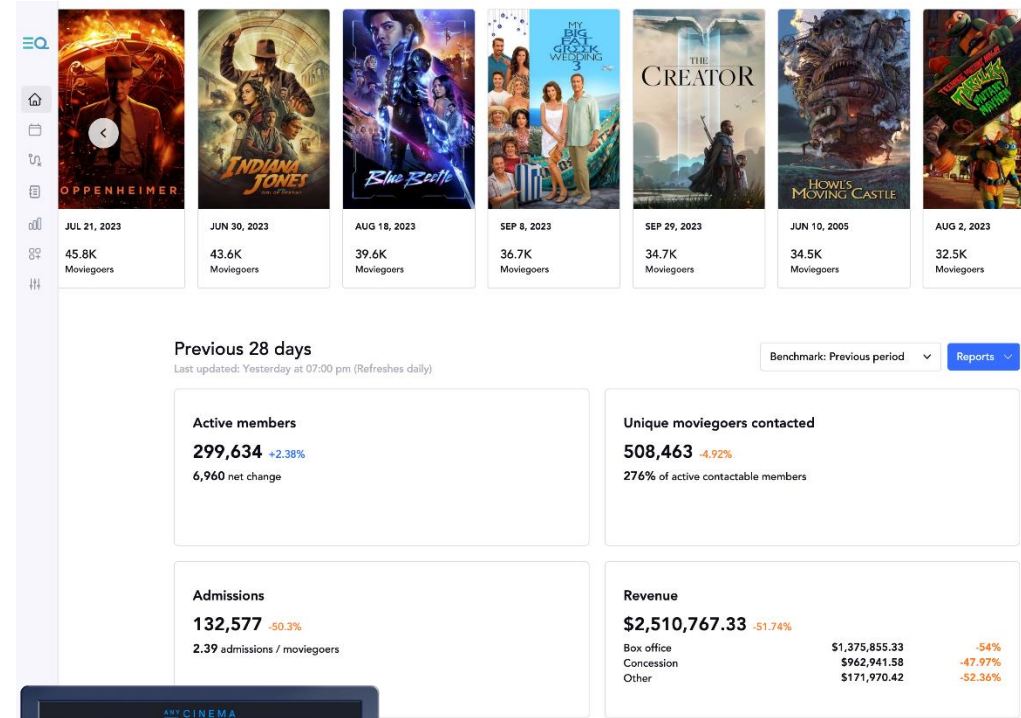 EQ
OPPENHEIMER
INDIANA
JONES
Blue Beetle
MY
BIG
FAT
GREEK
WEDDING
3
THE
CREATOR
HOWL'S
MOVING CASTLE
TEENAGE MUTANT NINJA
TURTLES
MUTANT
MAYHEM
JUL 21, 2023
JUN 30, 2023
AUG 18, 2023
SEP 8, 2023
SEP 29, 2023
JUN 10, 2005
AUG 2, 2023
45.8K
43.6K
39.6K
36.7K
34.7K
34.5K
32.5K
Moviegoers
Moviegoers
Moviegoers
Moviegoers
Moviegoers
Moviegoers
Moviegoers
Previous 28 days
Last updated: Yesterday at 07:00 pm (Refreshes daily)
Benchmark: Previous period
Reports
Active members
299,634 +2.38%
6,960 net change
Unique moviegoers contacted
508,463 -4.92%
276% of active contactable members
Admissions
132,577 -50.3%
2.39 admissions / moviegoers
Revenue
$2,510,767.33 -51.74%
Box office $1,375,855.33 -54%
Concession $962,941.58 -47.97%
Other $171,970.42 -52.36%
ANY CINEMA